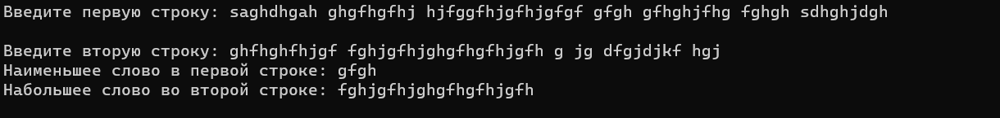 Введите первую строку: saghdhgah ghgfhgfhj hjfggfhjgfhjgfgf gfgh gfhghjfhg fghgh sdhghjdgh
Введите вторую строку: ghfhghfhjgf fghjgfhjghgfhgfhjgfh g jg dfgjdjkf hgj
Наименьшее слово в первой строке: gfgh
Набольшее слово во второй строке: fghjgfhjghgfhgfhjgfh